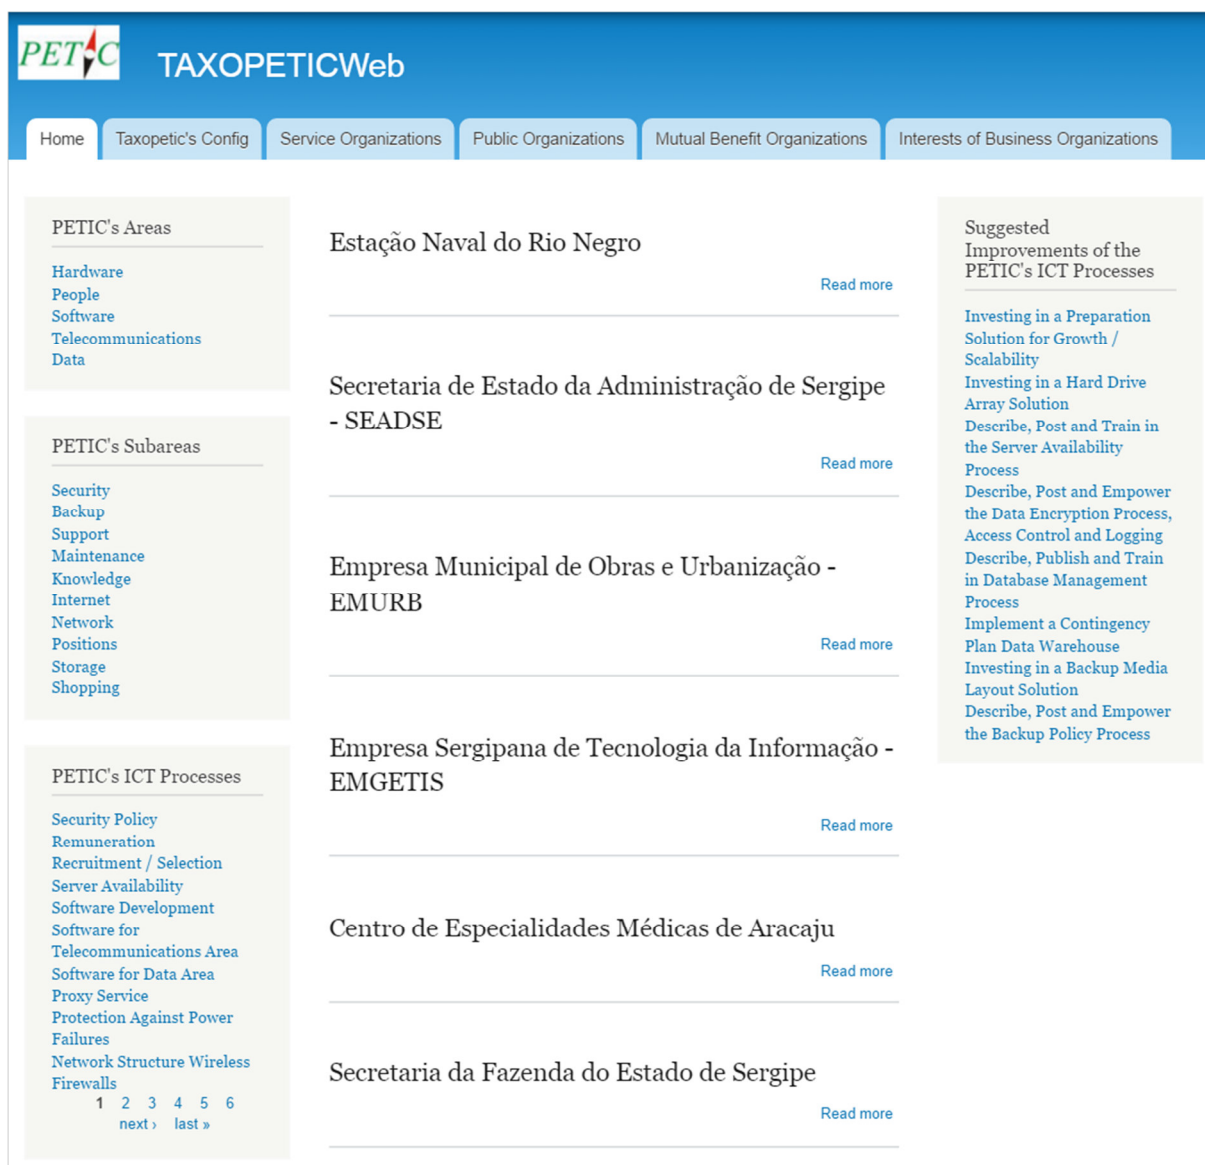 PETIC
TAXOPETICWeb
Home
Taxopetic's Config
Service Organizations
Public Organizations
Mutual Benefit Organizations
Interests of Business Organizations
PETIC's Areas
Hardware
People
Software
Telecommunications
Data
PETIC's Subareas
Security
Backup
Support
Maintenance
Knowledge
Internet
Network
Positions
Storage
Shopping
PETIC's ICT Processes
Security Policy
Remuneration
Recruitment / Selection
Server Availability
Software Development
Software for
Telecommunications Area
Software for Data Area
Proxy Service
Protection Against Power
Failures
Network Structure Wireless
Firewalls
1 2 3 4 5 6
next › last »
Estação Naval do Rio Negro
Read more
Secretaria de Estado da Administração de Sergipe
- SEADSE
Read more
Empresa Municipal de Obras e Urbanização -
EMURB
Read more
Empresa Sergipana de Tecnologia da Informação -
EMGETIS
Read more
Centro de Especialidades Médicas de Aracaju
Read more
Secretaria da Fazenda do Estado de Sergipe
Read more
Suggested
Improvements of the
PETIC's ICT Processes
Investing in a Preparation
Solution for Growth /
Scalability
Investing in a Hard Drive
Array Solution
Describe, Post and Train in
the Server Availability
Process
Describe, Post and Empower
the Data Encryption Process,
Access Control and Logging
Describe, Publish and Train
in Database Management
Process
Implement a Contingency
Plan Data Warehouse
Investing in a Backup Media
Layout Solution
Describe, Post and Empower
the Backup Policy Process